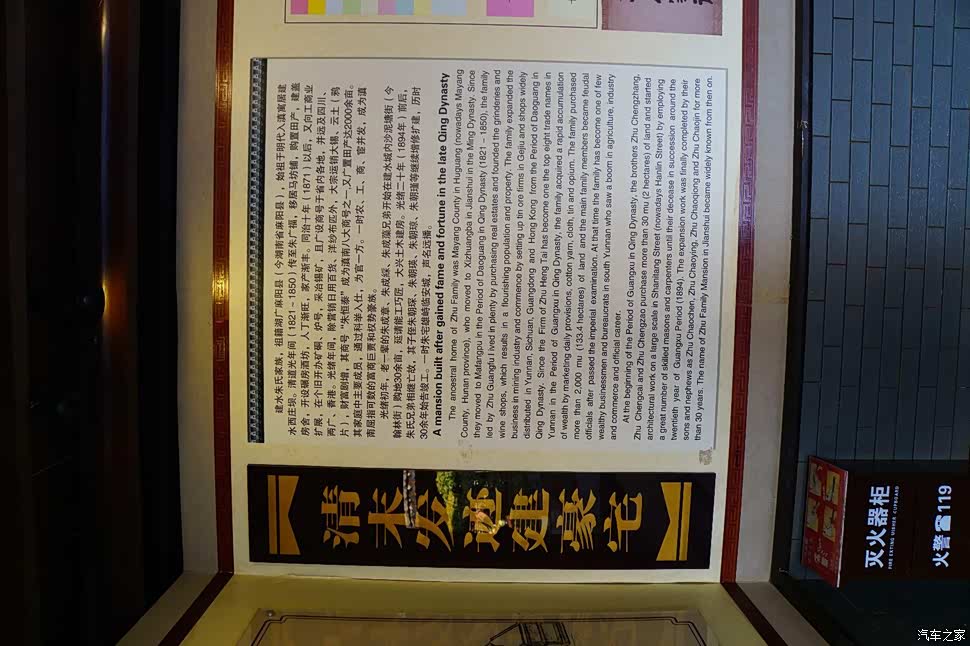 清末发迹建豪宅
建水朱氏家族，祖籍湖广麻阳县（今湖南省麻阳县），始祖于明代入滇寓居建
水西庄坝。清道光年间（1821～1850）传至朱广福，移居马坊铺，购置田产，建盖
房舍，开设碾房酒坊，人丁渐旺，家产渐丰。同治十年（1871）以后，又向工商业
扩展，在个旧开办矿硐、炉号，采冶锡矿，且广设商号于省内各地，并远及四川、
两广、香港。光绪年间，除营销日用百货、洋纱布匹外，大宗运销大锡、云土（鸦
片），财富剧增，其商号“朱恒泰”成为滇南八大商号之一，又广置田产达2000余亩。
其家庭中主要成员，通过科举入仕，为官一方。一时农、工、商、官并发，成为滇
南屈指可数的富商巨贾和权势豪族。
光绪初年，老一辈的朱成章、朱成綵、朱成藻兄弟开始在建水城内沙泥塘街（今
翰林街）购地30余亩，延请能工巧匠，大兴土木建房。光绪二十年（1894年）前后，
朱氏兄弟相继亡故，其子侄朱朝琛、朱朝瑛、朱朝琼、朱朝瑾等继续增修扩建，历时
30余年始告竣工。一时朱宅雄峙临安城，声名远播。
A mansion built after gained fame and fortune in the late Qing Dynasty
The ancestral home of Zhu Family was Mayang County in Huguang (nowadays Mayang
County, Hunan province), who moved to Xizhuangba in Jianshui in the Ming Dynasty. Since
they moved to Mafangpu in the Period of Daoguang in Qing Dynasty (1821 - 1850), the family
led by Zhu Guangfu lived in plenty by purchasing real estates and founded the grinderies and
wine shops, which results in a flourishing population and property. The family expanded the
business in mining industry and commerce by setting up tin ore firms in Gejiu and shops widely
distributed in Yunnan, Sichuan, Guangdong and Hong Kong from the Period of Daoguang in
Qing Dynasty. Since the Firm of Zhu Heng Tai has become one the top eight trade names in
Yunnan in the Period of Guangxu in Qing Dynasty, the family acquired a rapid accumulation
of wealth by marketing daily provisions, cotton yarn, cloth, tin and opium. The family purchased
more than 2,000 mu (133.4 hectares) of land and the main family members became feudal
officials after passed the imperial examination. At that time the family has become one of few
wealthy businessmen and bureaucrats in south Yunnan who saw a boom in agriculture, industry
and commerce and official career.
At the beginning of the Period of Guangxu in Qing Dynasty, the brothers Zhu Chengzhang,
Zhu Chengcai and Zhu Chengzao purchase more than 30 mu (2 hectares) of land and started
architectural work on a large scale in Shanitang Street (nowadays Hanlin Street) by employing
a great number of skilled masons and carpenters until their decease in succession around the
twentieth year of Guangxu Period (1894). The expansion work was finally completed by their
sons and nephews as Zhu Chaochen, Zhu Chaoying, Zhu Chaoqiong and Zhu Chaojin for more
than 30 years. The name of Zhu Family Mansion in Jianshui became widely known from then on.
灭火器柜
FIRE EXTINGUISHER CUPBOARD
火警☎119
汽车之家